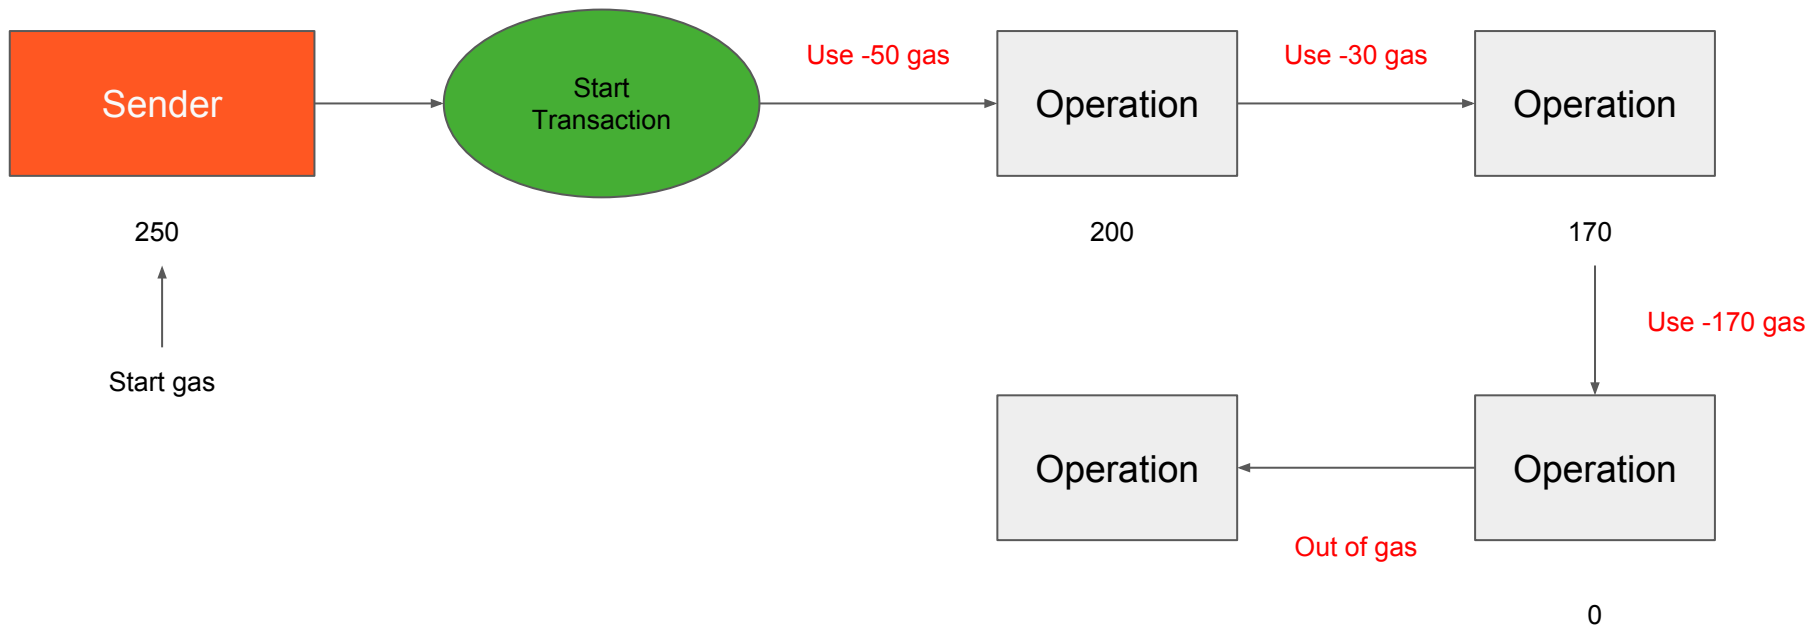 Sender
Start
Transaction
Use -50 gas
Operation
Use -30 gas
Operation
250
200
170
Start gas
Use -170 gas
Operation
Operation
Out of gas
0